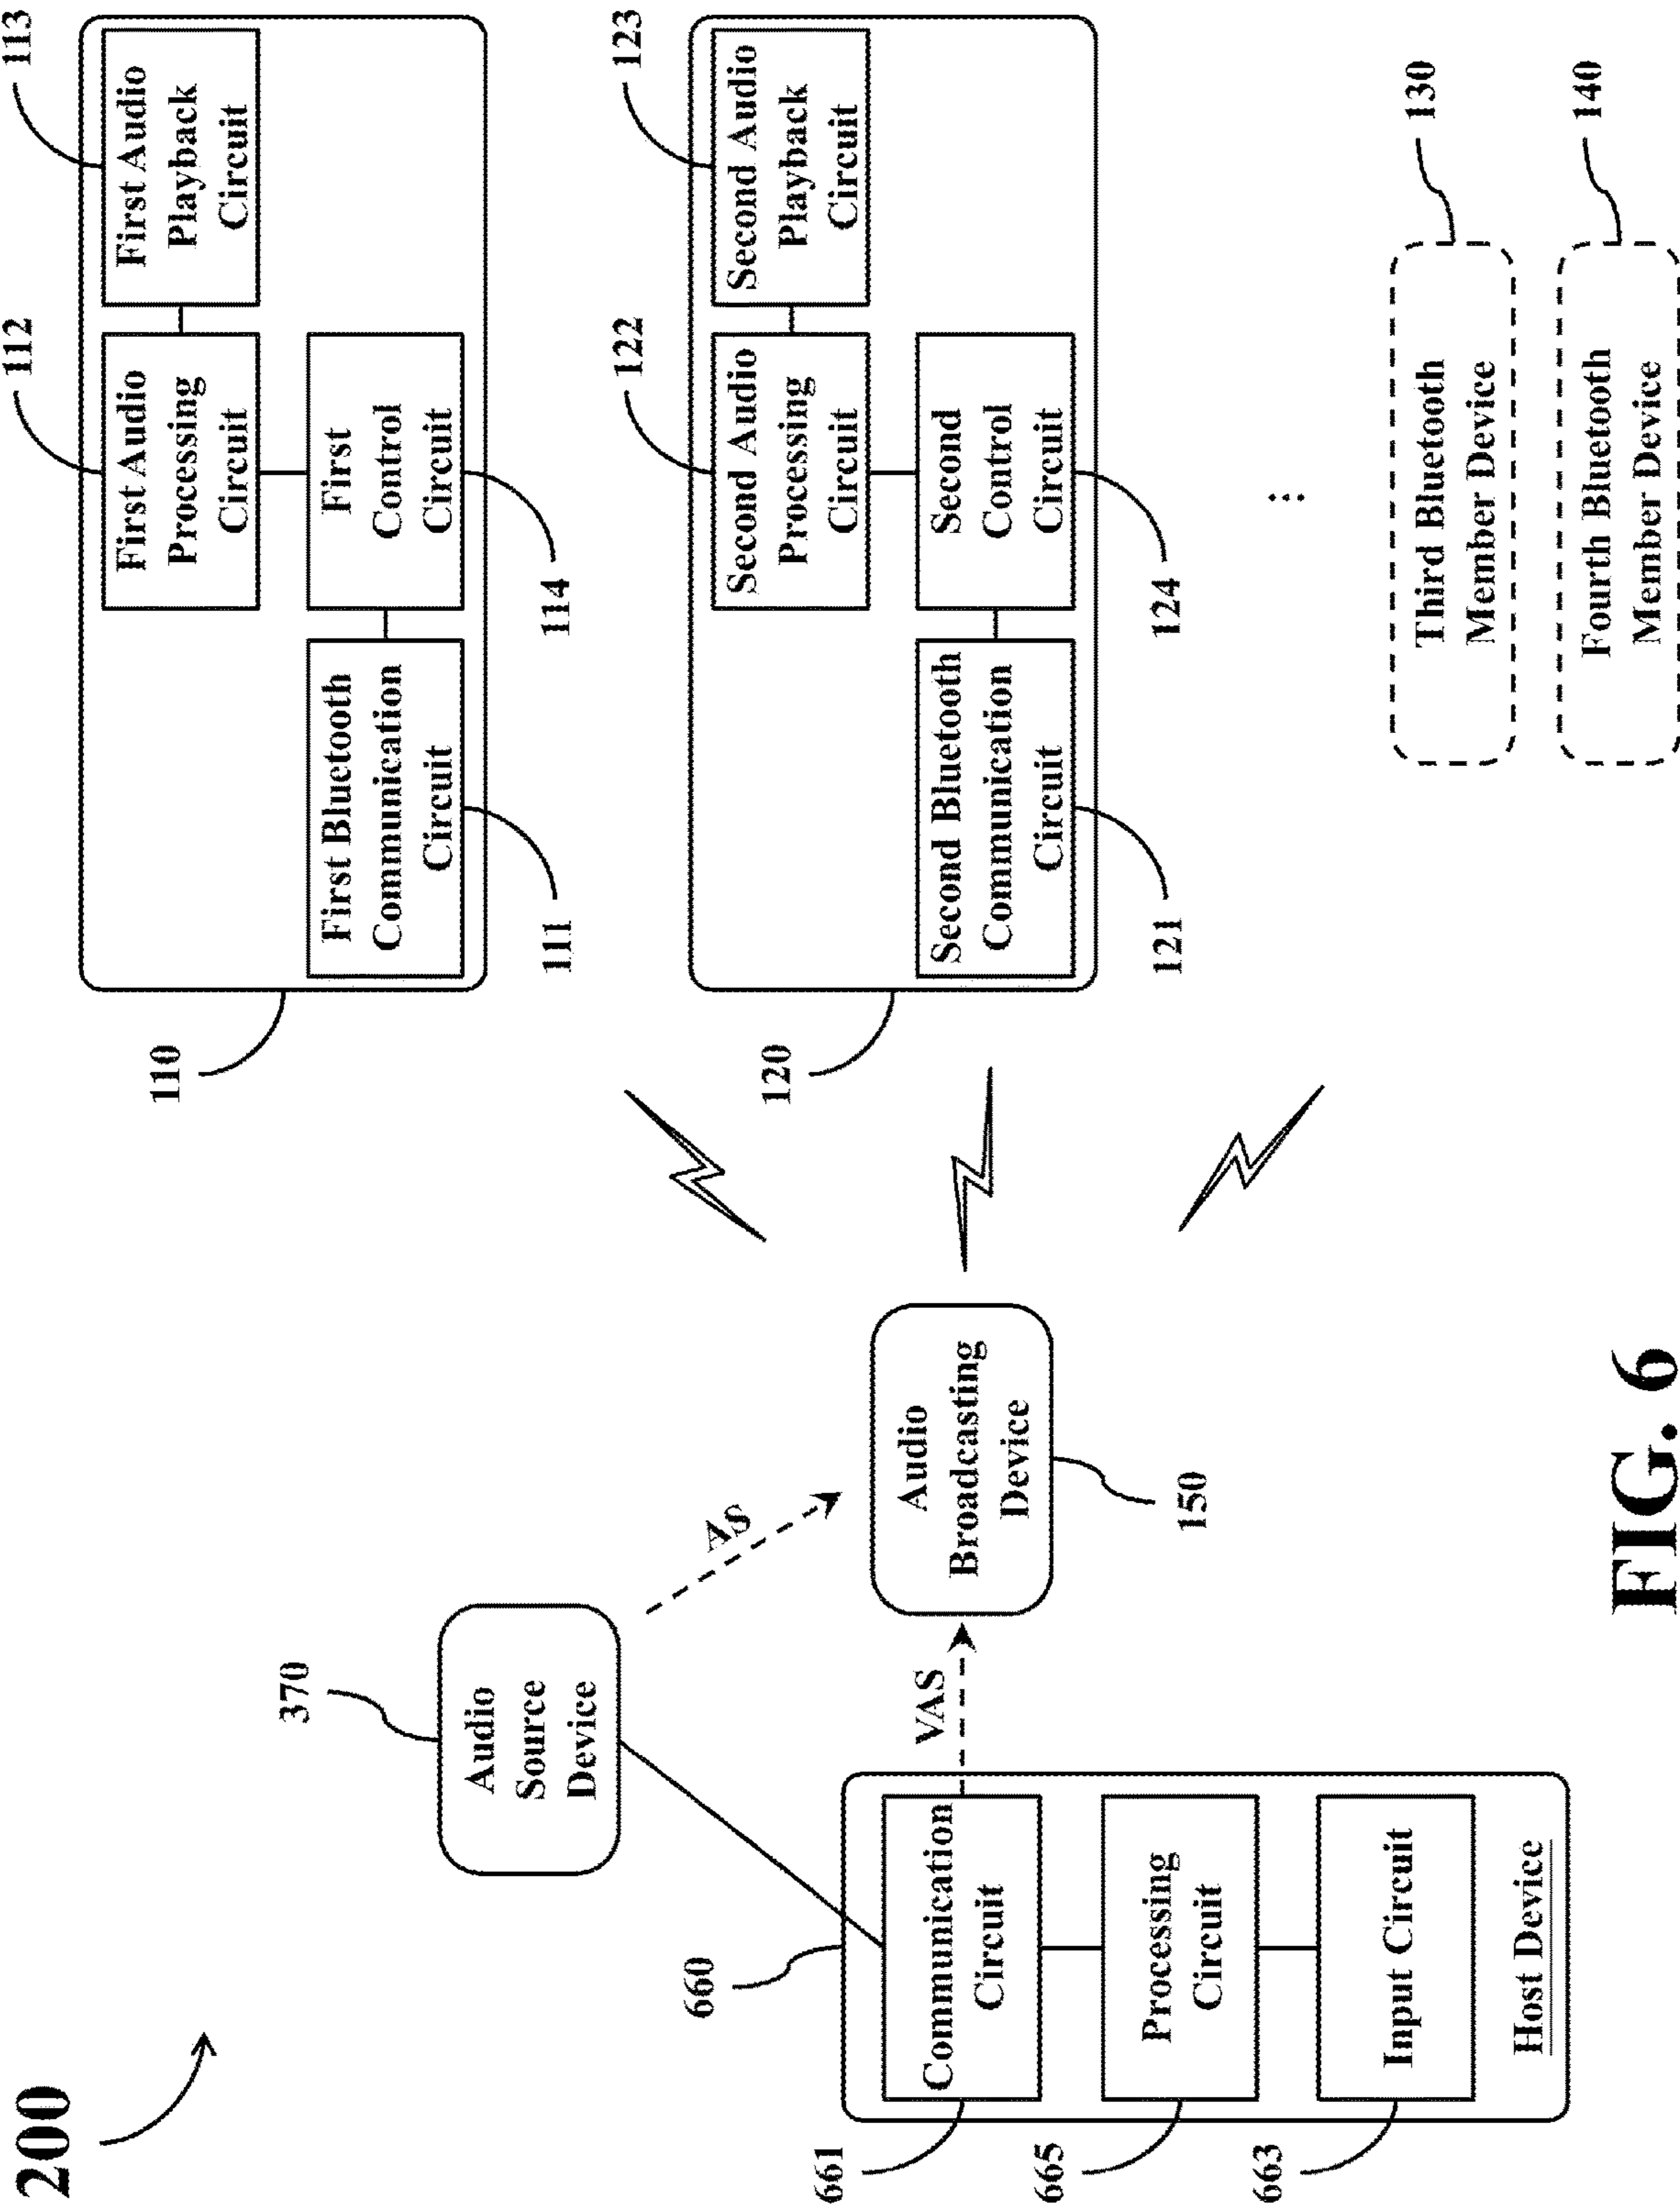 200
370
Audio
Source
Device
AS
660
Communication
Circuit
661
Processing
Circuit
665
Input Circuit
663
Host Device
VAS
Audio
Broadcasting
Device
150
110
First Bluetooth
Communication
Circuit
111
First Audio
Processing
Circuit
112
First Audio
Playback
Circuit
113
First
Control
Circuit
114
120
Second Bluetooth
Communication
Circuit
121
Second Audio
Processing
Circuit
122
Second Audio
Playback
Circuit
123
Second
Control
Circuit
124
Third Bluetooth
Member Device
130
Fourth Bluetooth
Member Device
140
FIG. 6